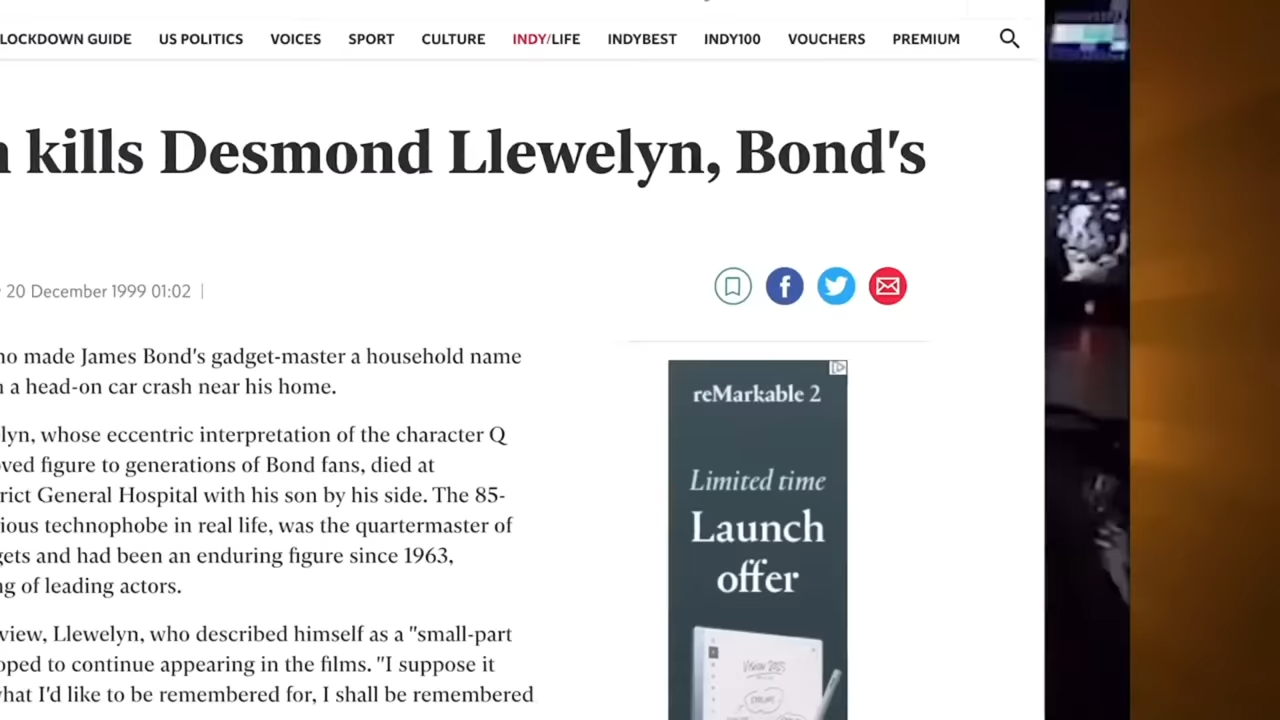 LOCKDOWN GUIDE US POLITICS VOICES SPORT CULTURE INDY/LIFE INDYBEST INDY100 VOUCHERS PREMIUM
kills Desmond Llewelyn, Bond's
20 December 1999 01:02 |
ho made James Bond's gadget-master a household name
a head-on car crash near his home.
lyn, whose eccentric interpretation of the character Q
ved figure to generations of Bond fans, died at
rict General Hospital with his son by his side. The 85-
ious technophobe in real life, was the quartermaster of
gets and had been an enduring figure since 1963,
ng of leading actors.
view, Llewelyn, who described himself as a "small-part
oped to continue appearing in the films. "I suppose it
what I'd like to be remembered for, I shall be remembered
reMarkable 2
Limited time
Launch
offer